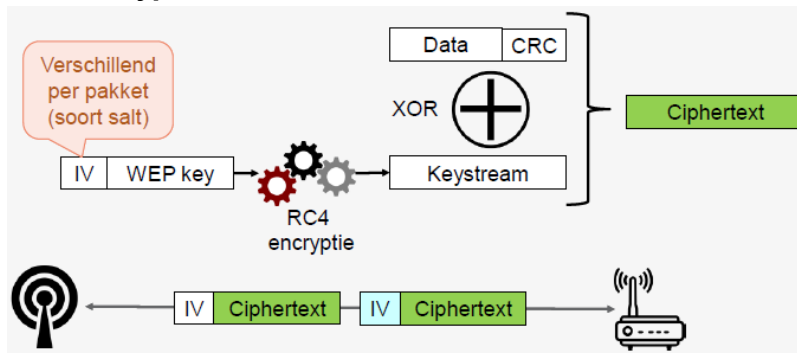 Data CRC
Verschillend
per pakket
(soort salt)
XOR
Ciphertext
IV WEP key
Keystream
RC4
encryptie
IV Ciphertext IV Ciphertext